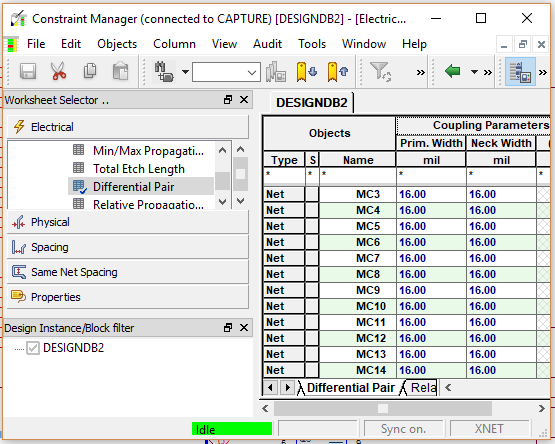 Constraint Manager (connected to CAPTURE) [DESIGNDB2] - [Electric...
File Edit Objects Column View Audit Tools Window
Worksheet Selector ..
Electrical
Min/Max Propagati...
Total Etch Length
Differential Pair
Relative Propagatio...
Physical
Spacing
Same Net Spacing
Properties
Design Instance/Block filter
DESIGNDB2
DESIGNDB2
Objects Coupling Parameters
Prim. Width Neck Width
Type S Name mil mil
* * * * *
Net MC3 16.00 16.00
Net MC4 16.00 16.00
Net MC5 16.00 16.00
Net MC6 16.00 16.00
Net MC7 16.00 16.00
Net MC8 16.00 16.00
Net MC9 16.00 16.00
Net MC10 16.00 16.00
Net MC11 16.00 16.00
Net MC12 16.00 16.00
Net MC13 16.00 16.00
Net MC14 16.00 16.00
Differential Pair Rela
Idle Sync on. XNET